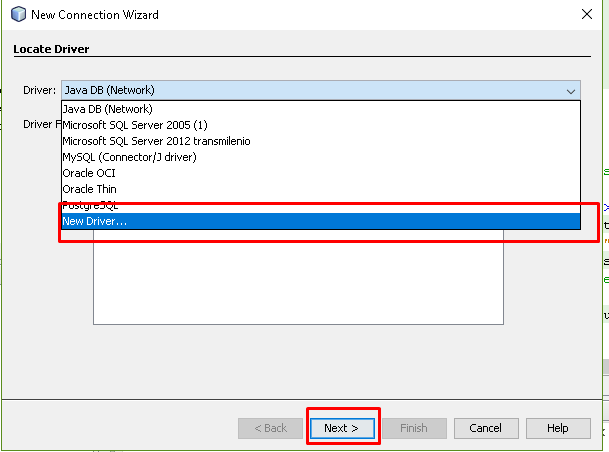 New Connection Wizard
Locate Driver
Driver: Java DB (Network)
Java DB (Network)
Driver F
Microsoft SQL Server 2005 (1)
Microsoft SQL Server 2012 transmilenio
MySQL (Connector/J driver)
Oracle OCI
Oracle Thin
PostgreSQL
New Driver...
< Back
Next >
Finish
Cancel
Help